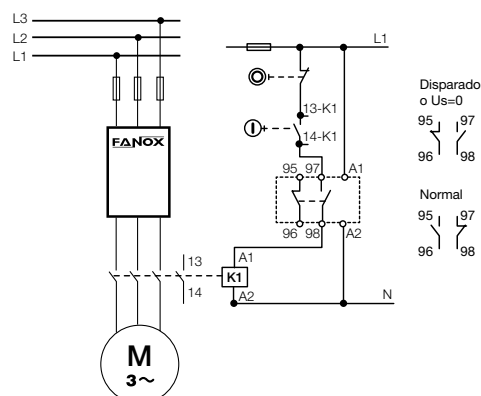 L3
L2
L1
FANOX
13
14
M
3~
L1
13-K1
14-K1
95 97 A1
96 98 A2
A1
K1
A2
N
Disparado
o Us=0
95 97
96 98
Normal
95 97
96 98